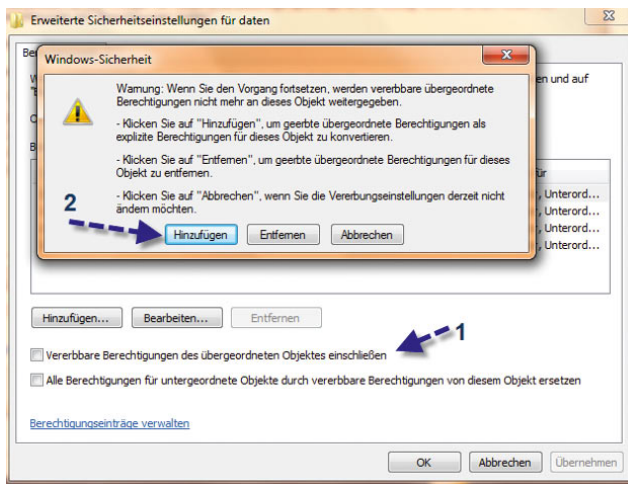 Erweiterte Sicherheitseinstellungen für daten
Windows-Sicherheit
Warnung: Wenn Sie den Vorgang fortsetzen, werden vererbbare übergeordnete
Berechtigungen nicht mehr an dieses Objekt weitergegeben.
- Klicken Sie auf "Hinzufügen", um geerbte übergeordnete Berechtigungen als
explizite Berechtigungen für dieses Objekt zu konvertieren.
- Klicken Sie auf "Entfernen", um geerbte übergeordnete Berechtigungen für dieses
Objekt zu entfernen.
- Klicken Sie auf "Abbrechen", wenn Sie die Vererbungseinstellungen derzeit nicht
ändern möchten.
2
Hinzufügen Entfernen Abbrechen
en und auf
für
, Unterord...
, Unterord...
, Unterord...
, Unterord...
Hinzufügen... Bearbeiten... Entfernen
1
Vererbbare Berechtigungen des übergeordneten Objektes einschließen
Alle Berechtigungen für untergeordnete Objekte durch vererbbare Berechtigungen von diesem Objekt ersetzen
Berechtigungseinträge verwalten
OK Abbrechen Übernehmen